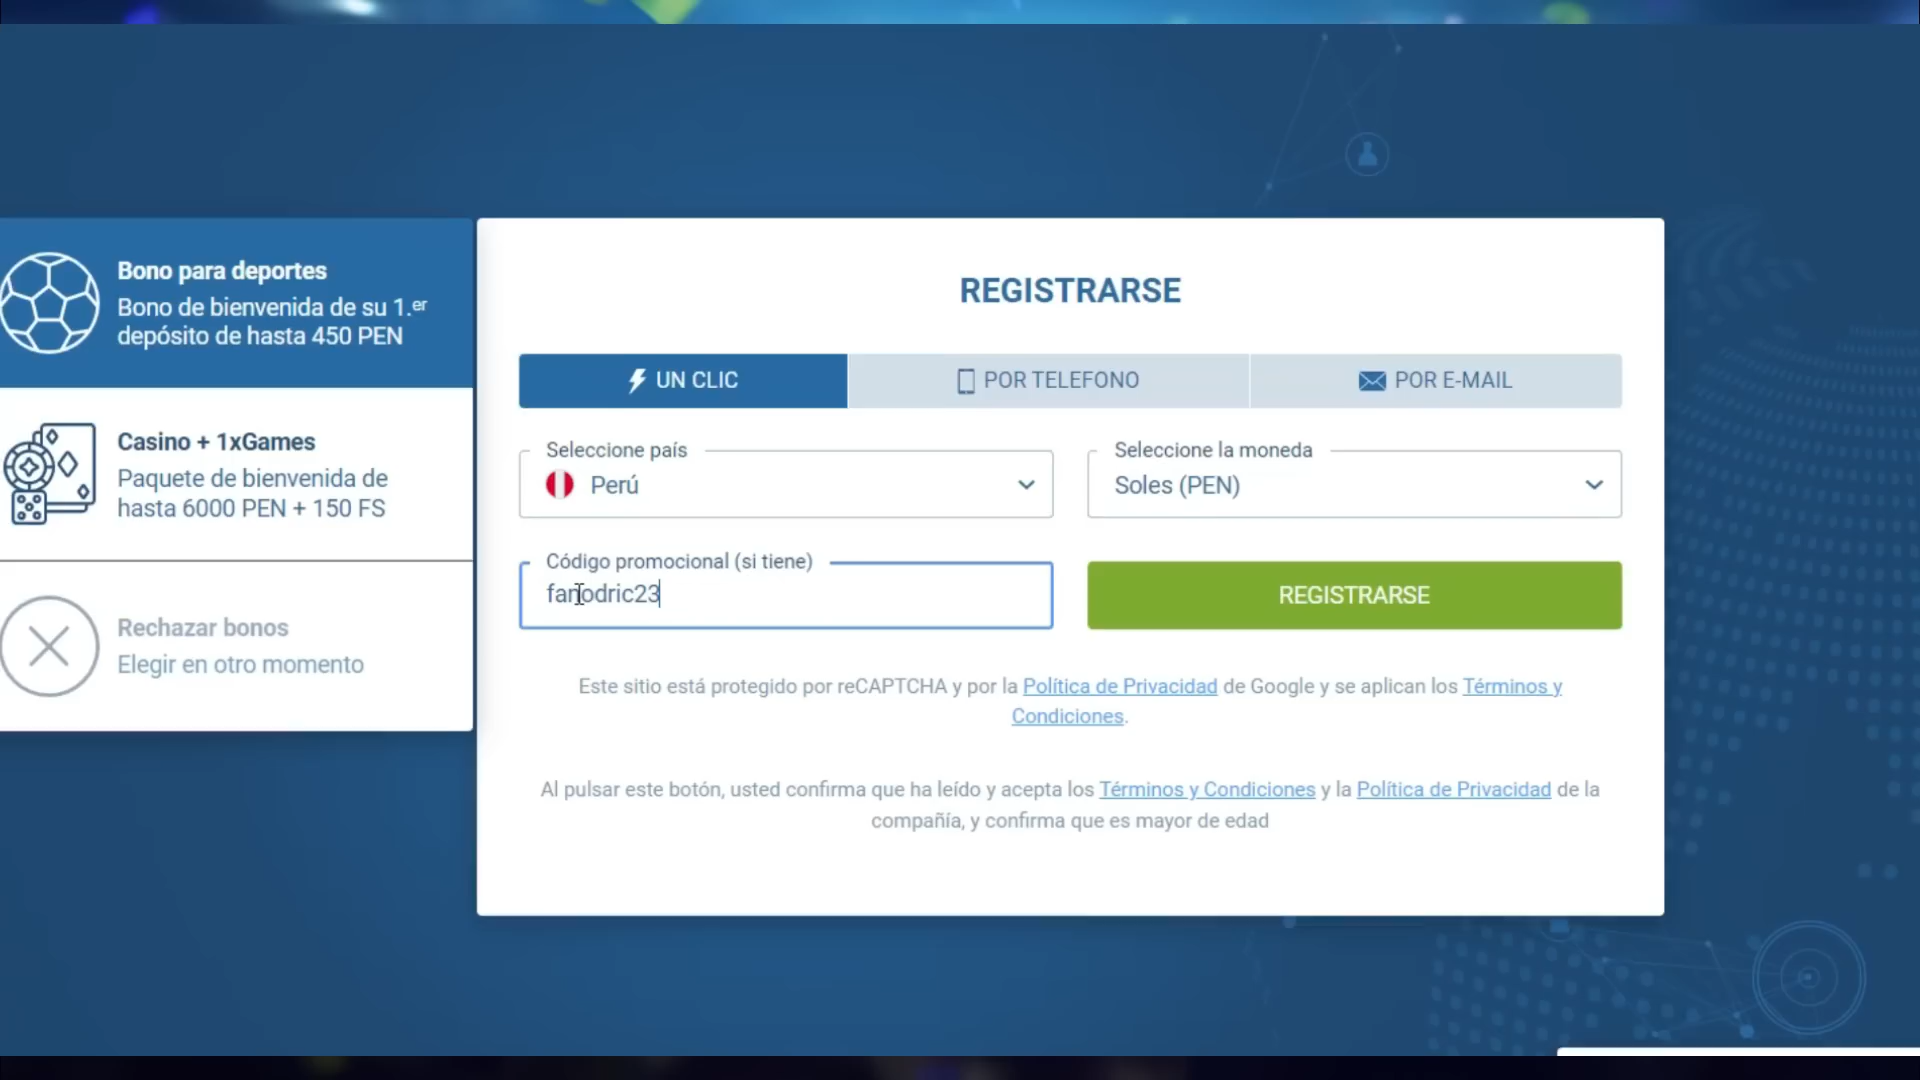 Bono para deportes
Bono de bienvenida de su 1.er
depósito de hasta 450 PEN
Casino + 1xGames
Paquete de bienvenida de
hasta 6000 PEN + 150 FS
Rechazar bonos
Elegir en otro momento
REGISTRARSE
UN CLIC
POR TELEFONO
POR E-MAIL
Seleccione país
Perú
Seleccione la moneda
Soles (PEN)
Código promocional (si tiene)
fanodric23
REGISTRARSE
Este sitio está protegido por reCAPTCHA y por la Política de Privacidad de Google y se aplican los Términos y
Condiciones.
Al pulsar este botón, usted confirma que ha leído y acepta los Términos y Condiciones y la Política de Privacidad de la
compañía, y confirma que es mayor de edad